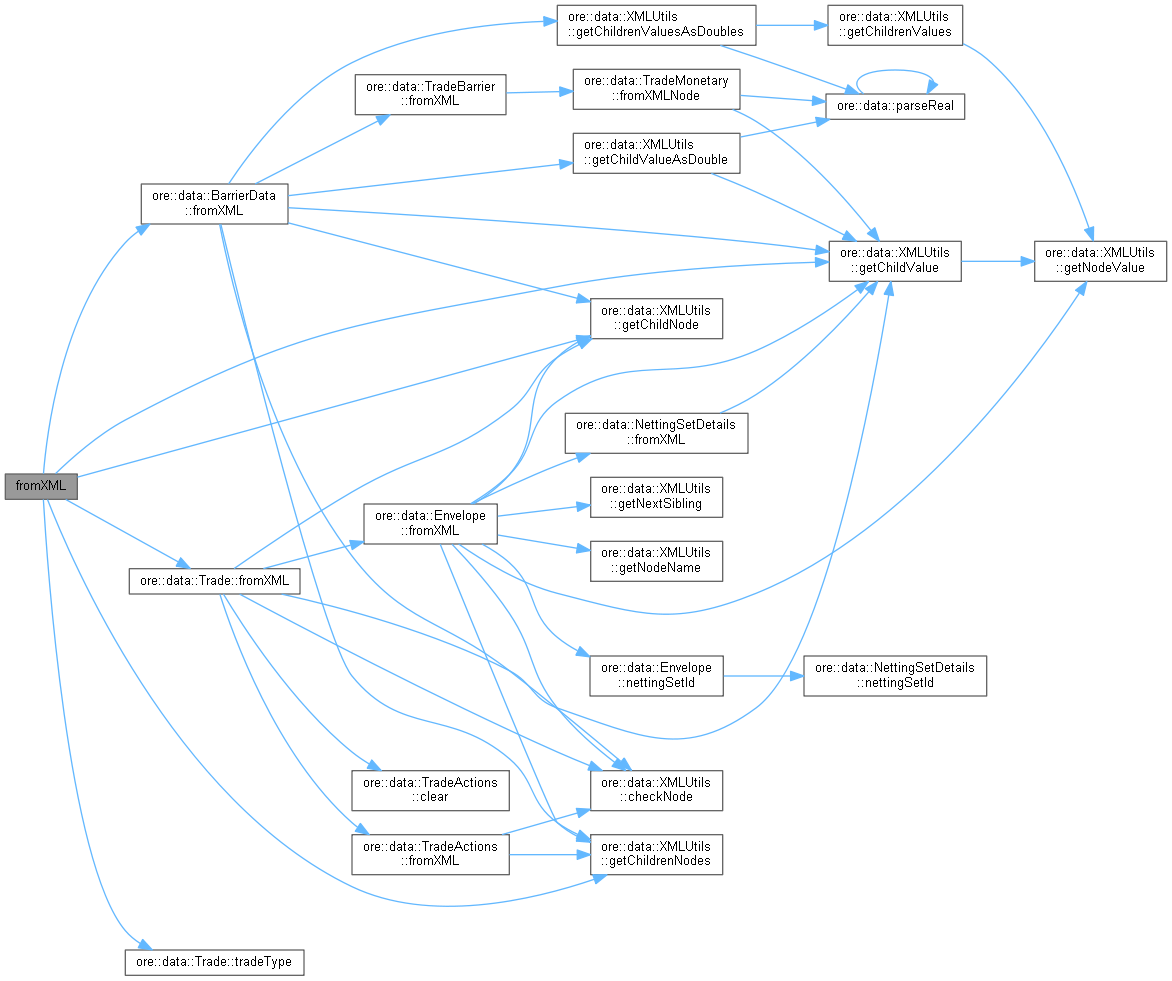 ore::data::XMLUtils
::getChildrenValuesAsDoubles
ore::data::XMLUtils
::getChildrenValues
ore::data::TradeBarrier
::fromXML
ore::data::TradeMonetary
::fromXMLNode
ore::data::parseReal
ore::data::XMLUtils
::getChildValueAsDouble
ore::data::BarrierData
::fromXML
ore::data::XMLUtils
::getChildValue
ore::data::XMLUtils
::getNodeValue
ore::data::XMLUtils
::getChildNode
ore::data::NettingSetDetails
::fromXML
fromXML
ore::data::XMLUtils
::getNextSibling
ore::data::Envelope
::fromXML
ore::data::XMLUtils
::getNodeName
ore::data::Trade::fromXML
ore::data::Envelope
::nettingSetId
ore::data::NettingSetDetails
::nettingSetId
ore::data::TradeActions
::clear
ore::data::XMLUtils
::checkNode
ore::data::TradeActions
::fromXML
ore::data::XMLUtils
::getChildrenNodes
ore::data::Trade::tradeType